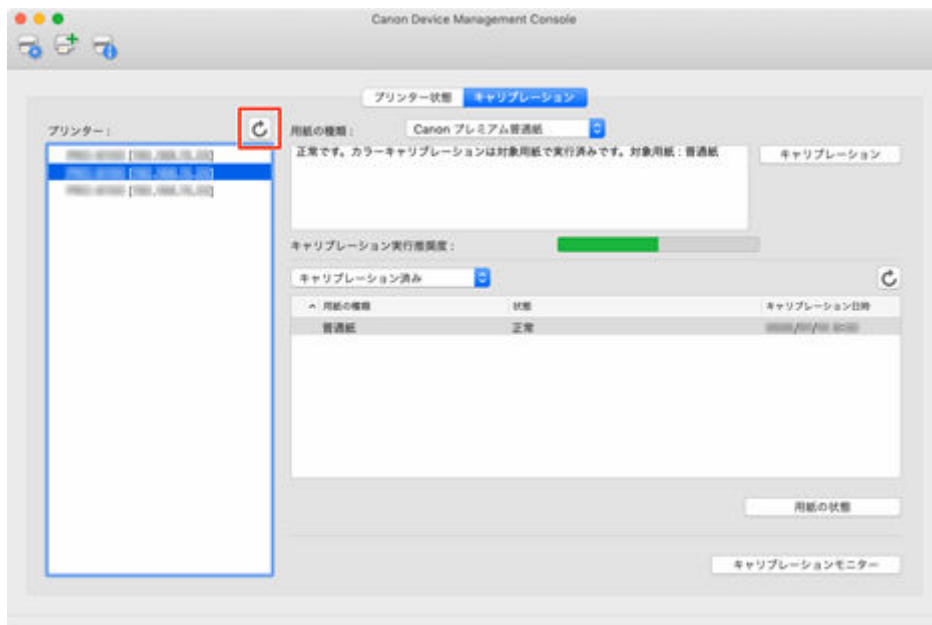 Canon Device Management Console
プリンター状態 キャリブレーション
プリンター：
用紙の種類： Canon プレミアム普通紙
正常です。カラーキャリブレーションは対象用紙で実行済みです。対象用紙：普通紙
キャリブレーション
キャリブレーション実行推奨度：
キャリブレーション済み
用紙の種類 状態 キャリブレーション日時
普通紙 正常
用紙の状態
キャリブレーションモニター